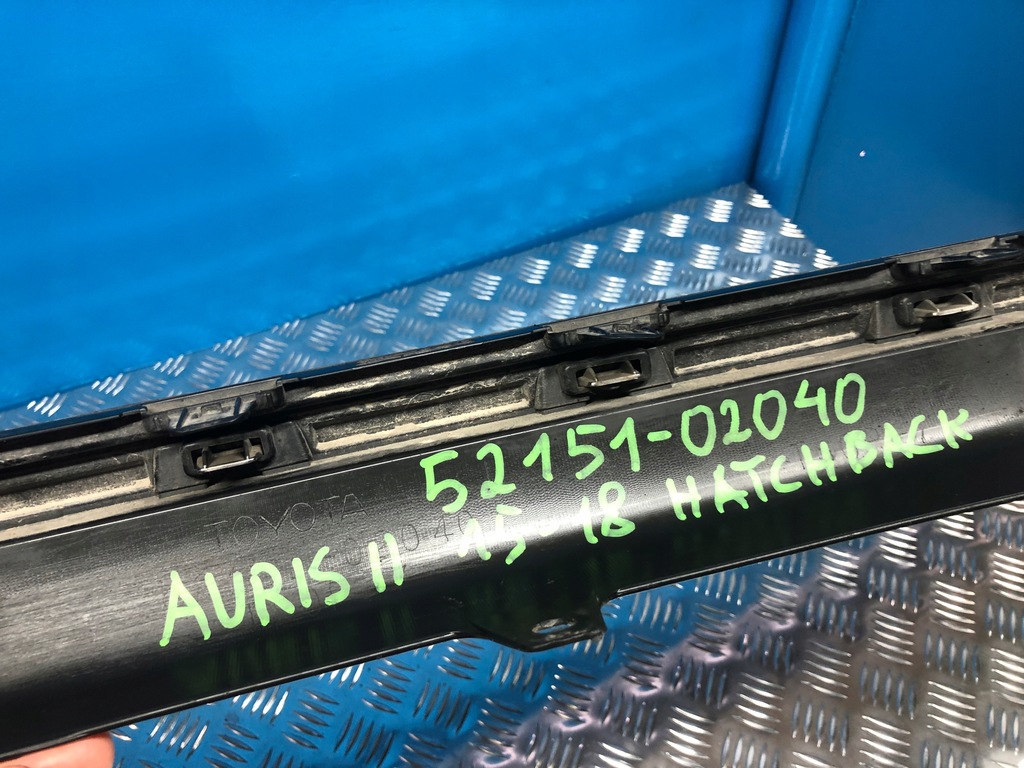 52151-02040
TOYOTA
AURIS II 15-18 HATCHBACK